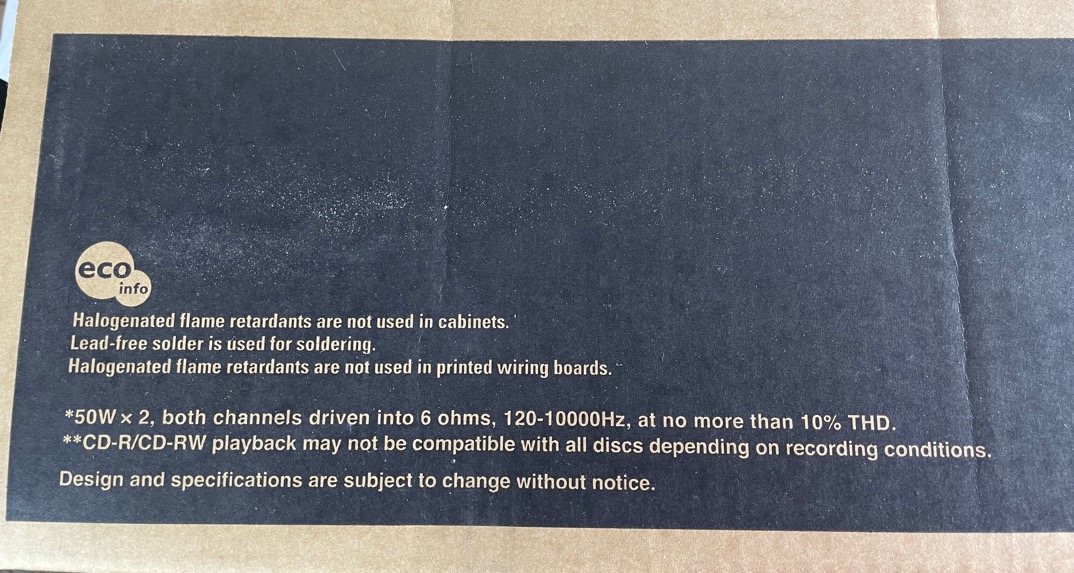 eco
info
Halogenated flame retardants are not used in cabinets.
Lead-free solder is used for soldering.
Halogenated flame retardants are not used in printed wiring boards.
*50W × 2, both channels driven into 6 ohms, 120-10000Hz, at no more than 10% THD.
**CD-R/CD-RW playback may not be compatible with all discs depending on recording conditions.
Design and specifications are subject to change without notice.